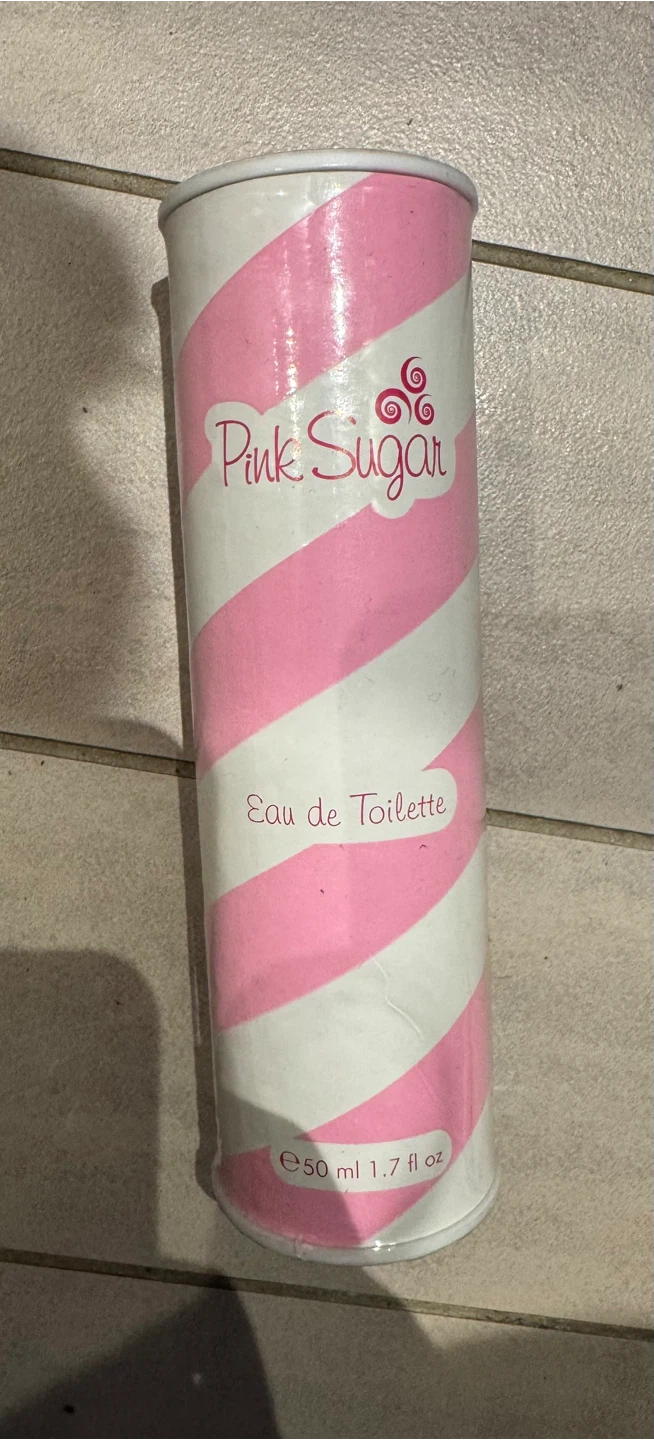 Pink Sugar
Eau de Toilette
℮50 ml 1.7 fl oz